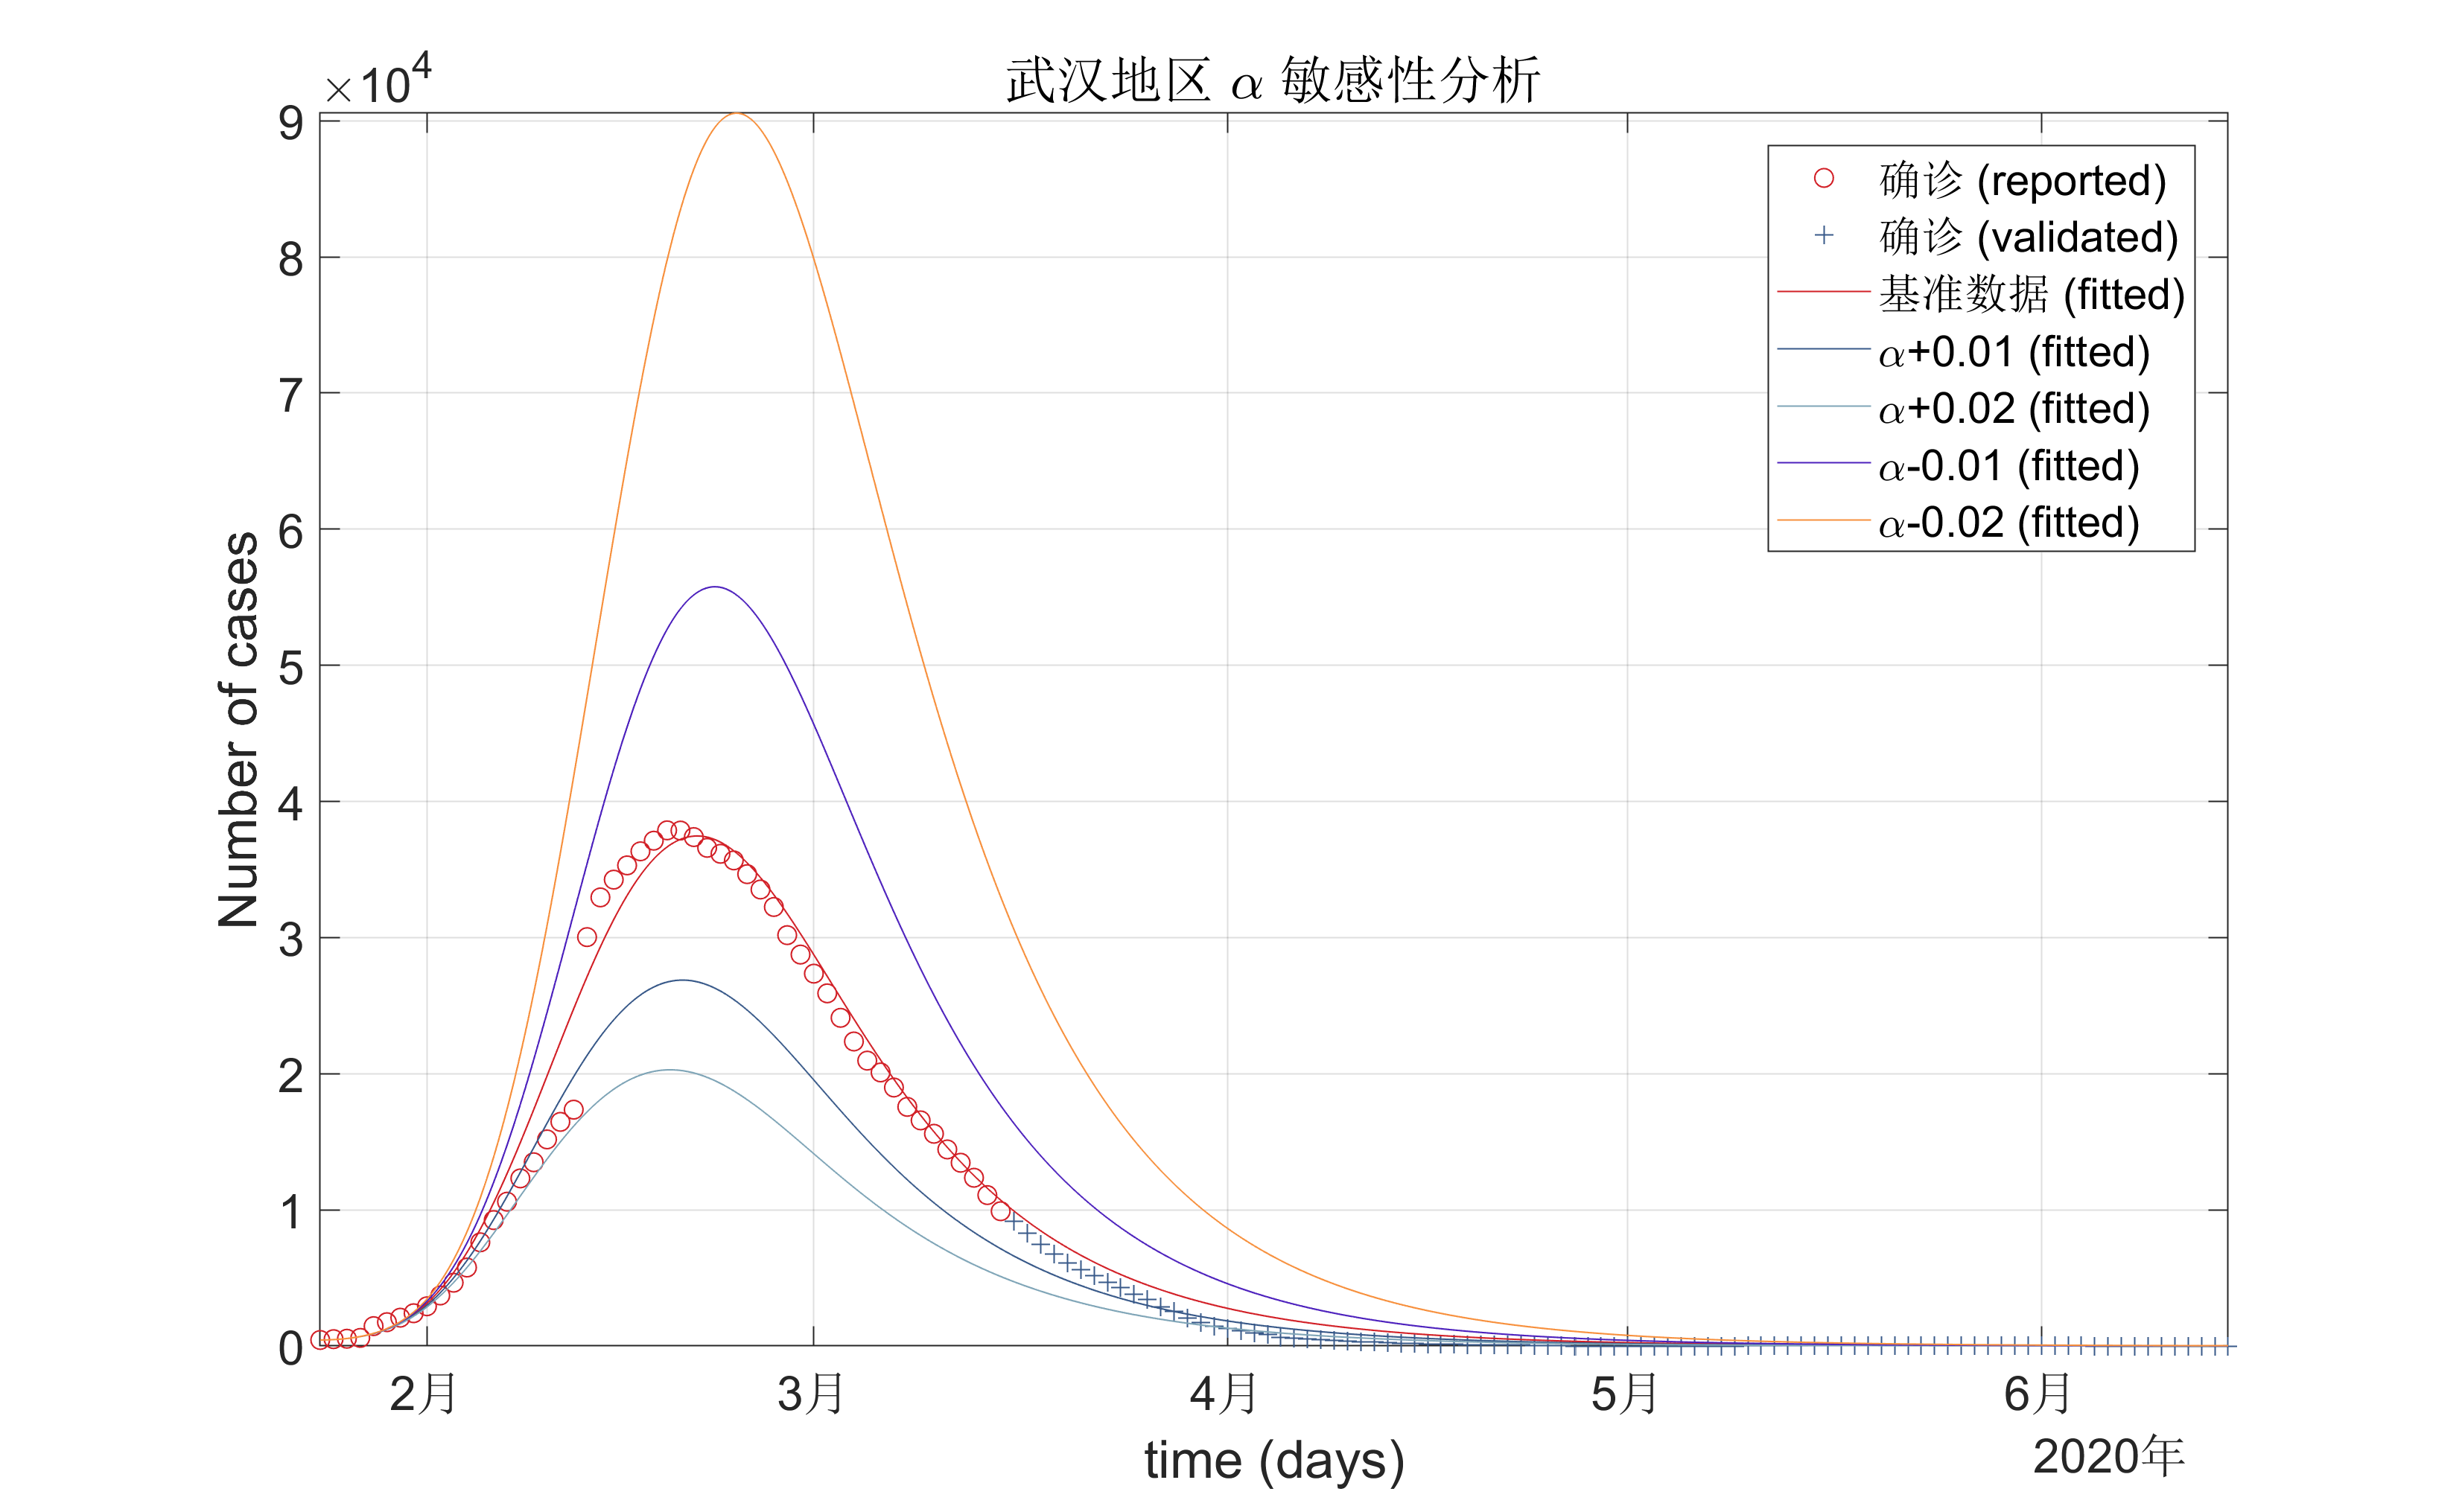 武汉地区 α 敏感性分析
×10⁴
9
8
7
6
5
4
3
2
1
0
Number of cases
确诊 (reported)
确诊 (validated)
基准数据 (fitted)
α+0.01 (fitted)
α+0.02 (fitted)
α-0.01 (fitted)
α-0.02 (fitted)
2月 3月 4月 5月 6月
time (days)
2020年